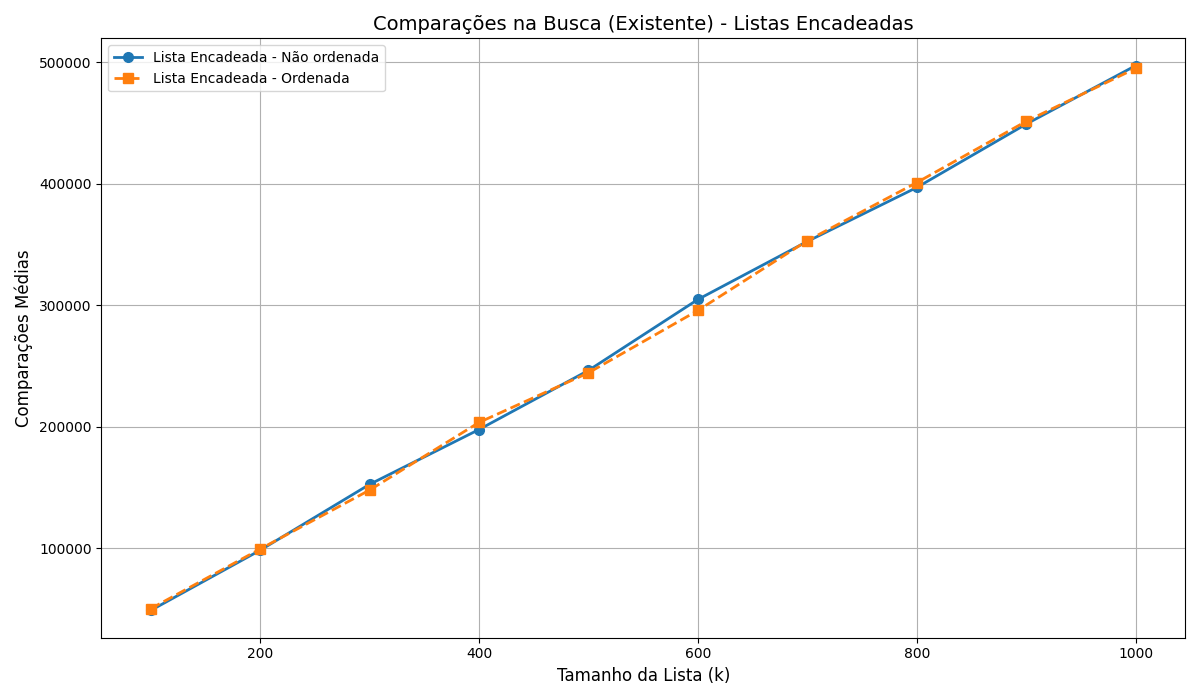 Comparações na Busca (Existente) - Listas Encadeadas
Lista Encadeada - Não ordenada
Lista Encadeada - Ordenada
Comparações Médias
500000
400000
300000
200000
100000
200 400 600 800 1000
Tamanho da Lista (k)